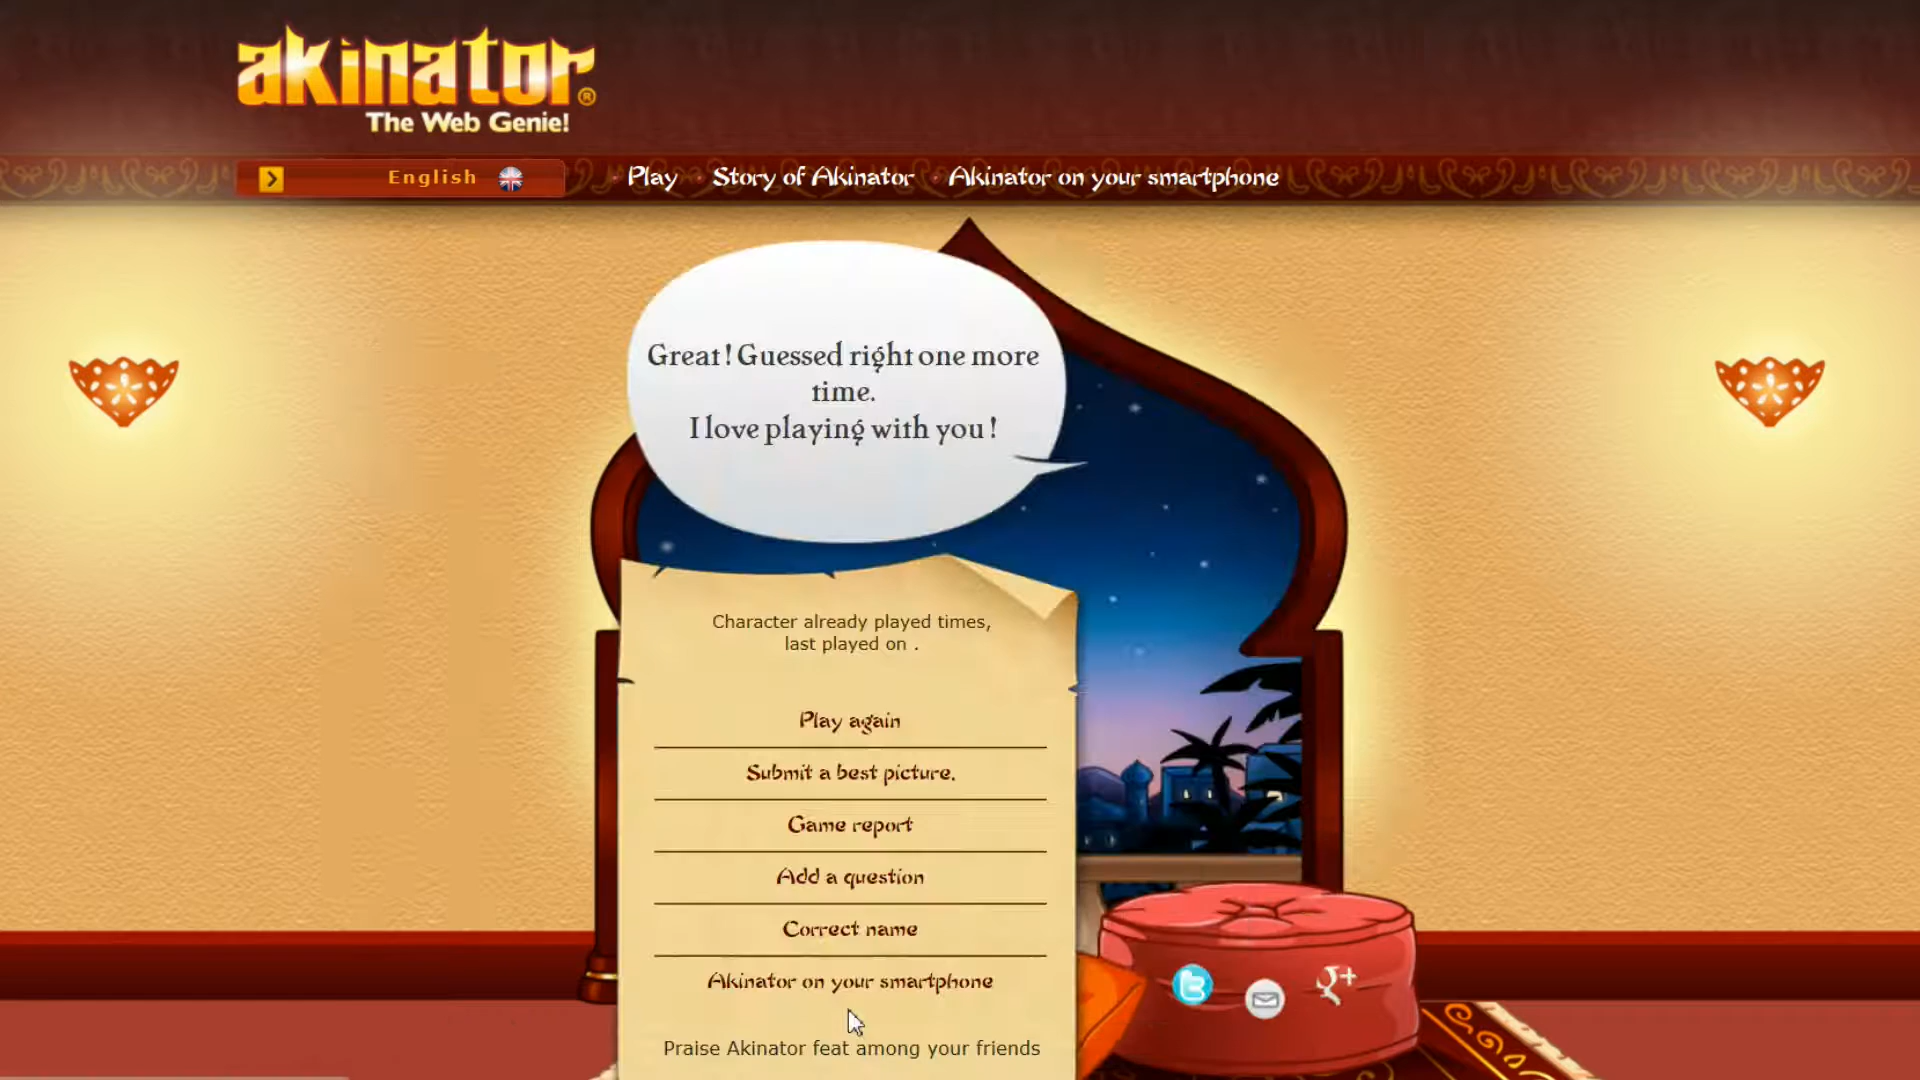 akinator®
The Web Genie!
English
Play
Story of Akinator
Akinator on your smartphone
Great ! Guessed right one more
time.
I love playing with you !
Character already played times,
last played on .
Play again
Submit a best picture.
Game report
Add a question
Correct name
Akinator on your smartphone
Praise Akinator feat among your friends
g+